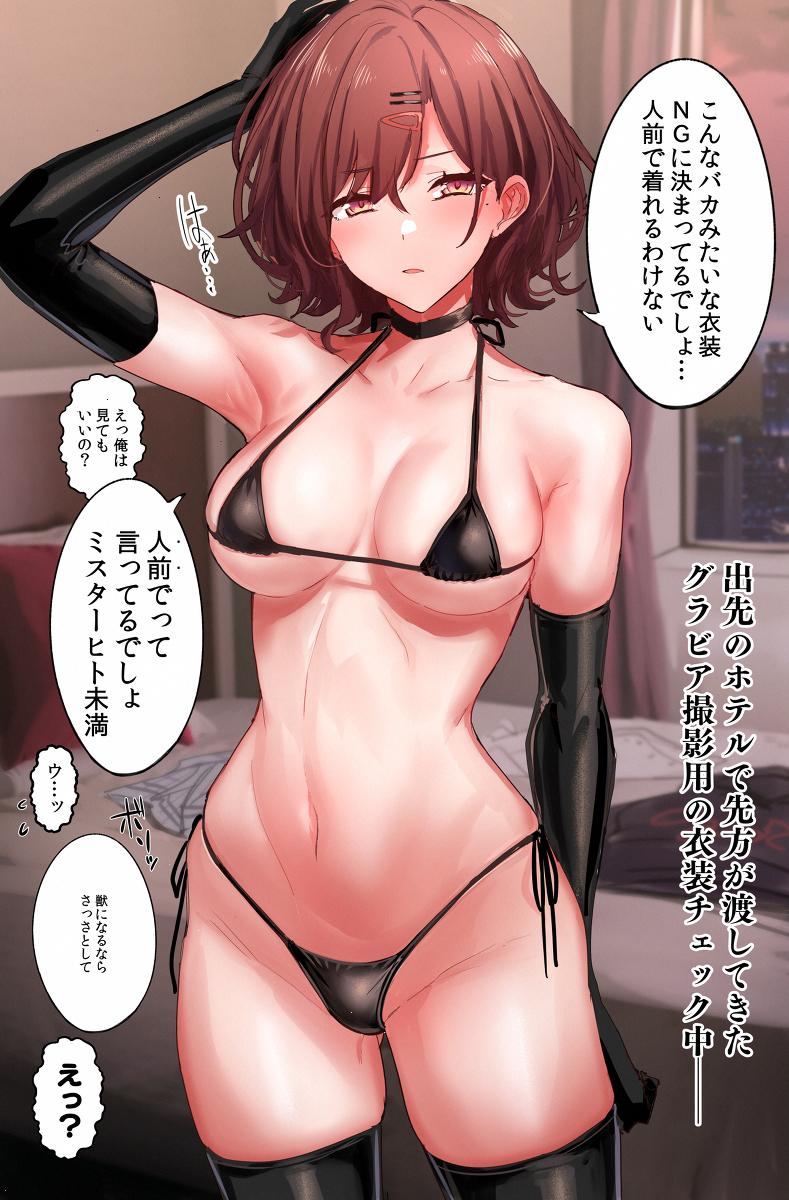 こんなバカみたいな衣装
NGに決まってるでしょ…
人前で着れるわけない
はぁ…
えっ俺は
見ても
いいの?
人前でって
言ってるでしょ
ミスターヒト未満
出先のホテルで先方が渡してきた
グラビア撮影用の衣装チェック中――
ウ…ッ
ボソッ
獣になるなら
さっさとして
えっ?